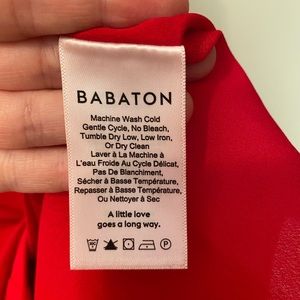 BABATON
Machine Wash Cold
Gentle Cycle, No Bleach,
Tumble Dry Low, Low Iron,
Or Dry Clean
Laver à La Machine à
L'eau Froide Au Cycle Délicat,
Pas De Blanchiment,
Sécher à Basse Température,
Repasser à Basse Température,
Ou Nettoyer à Sec
A little love
goes a long way.